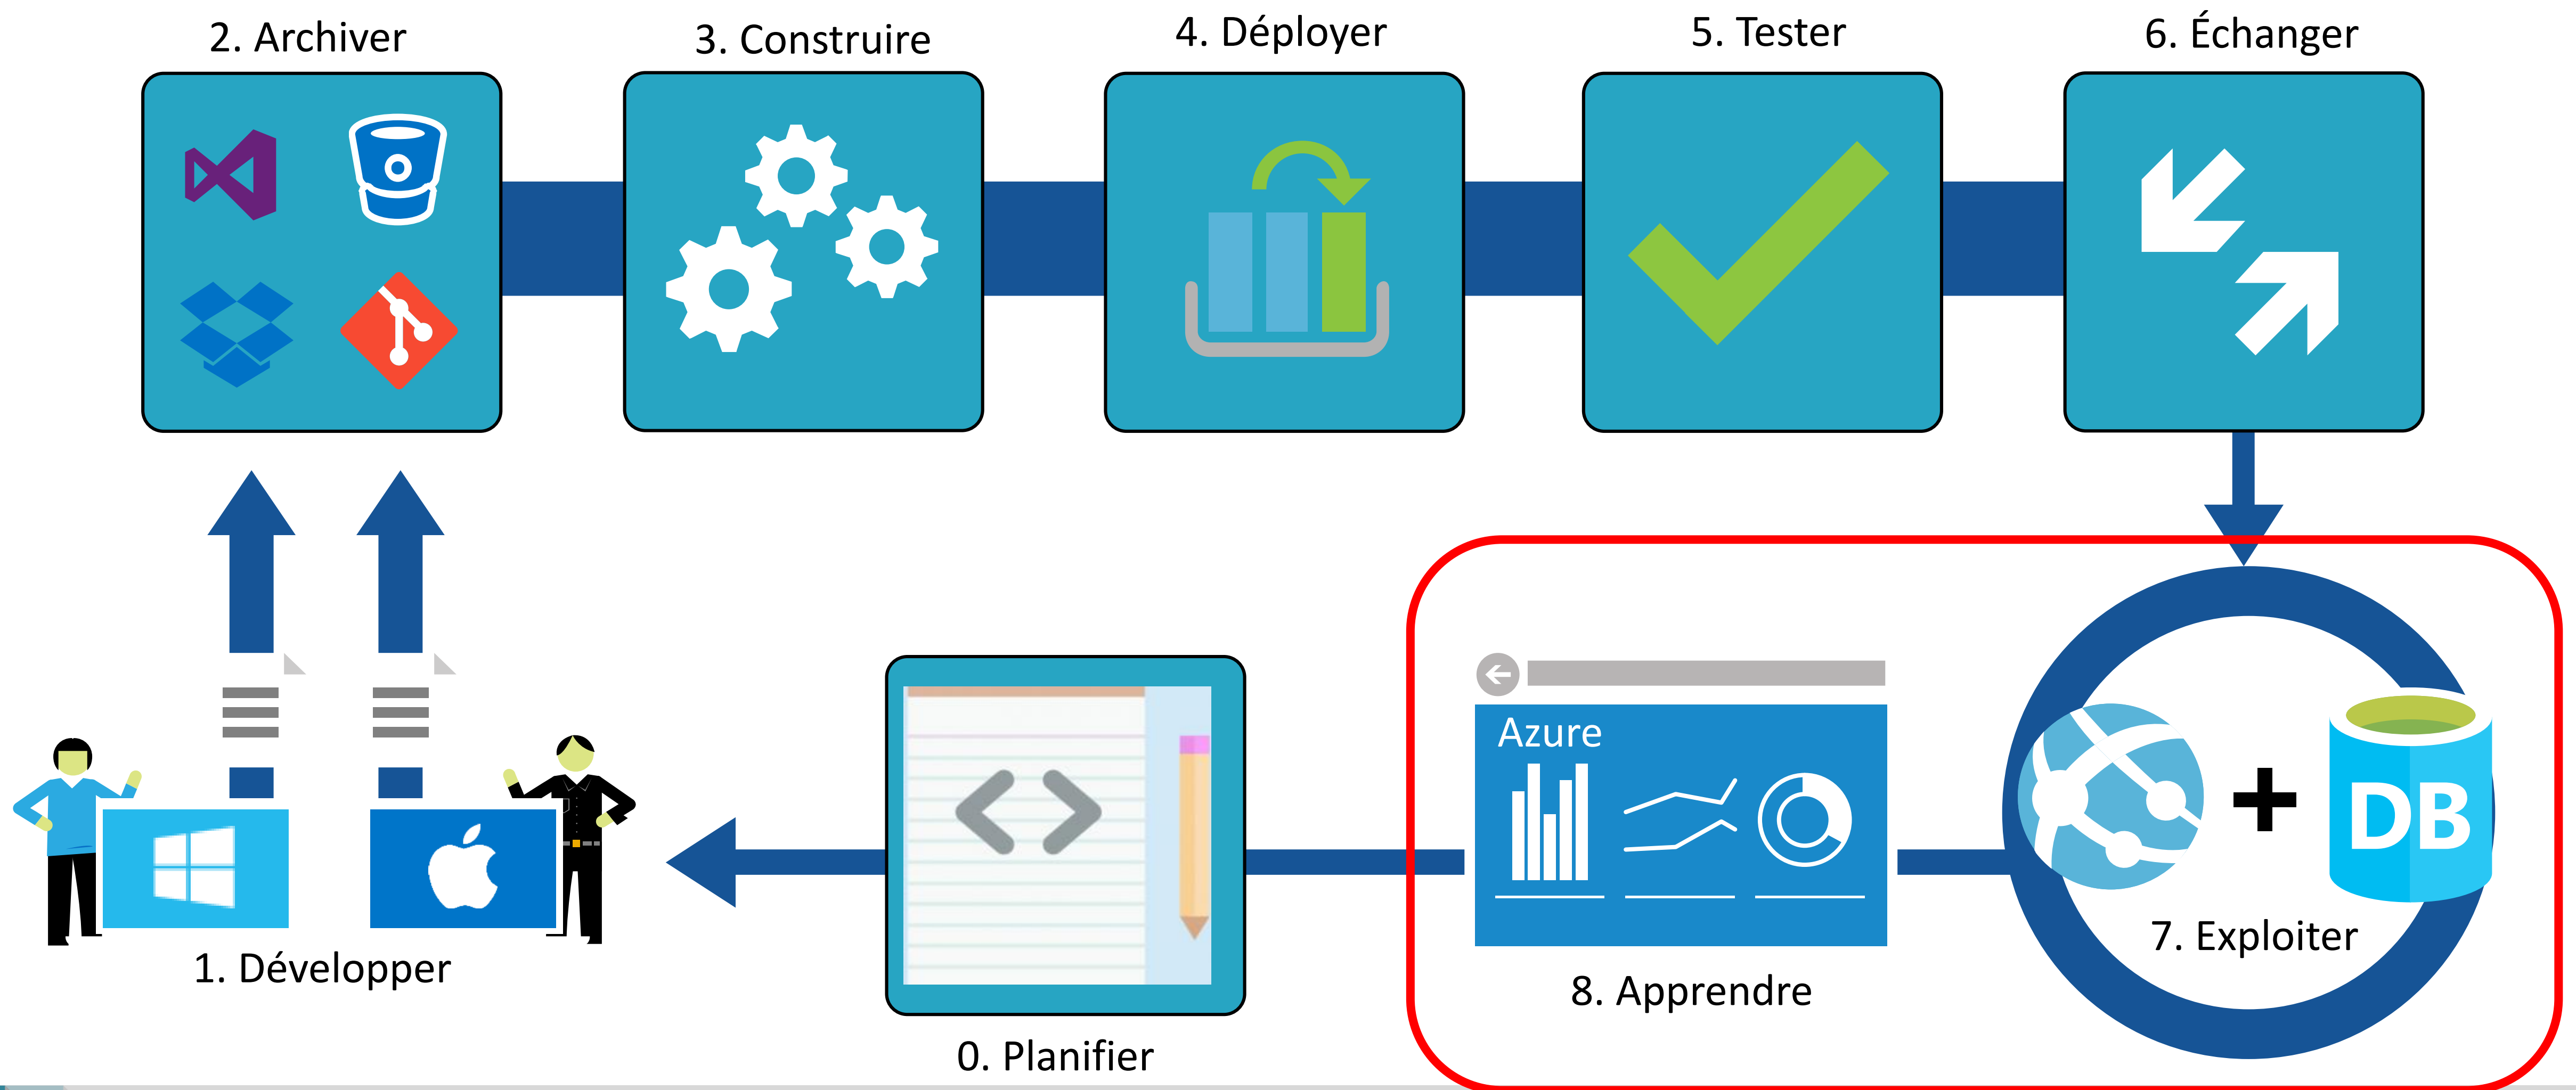 2. Archiver
3. Construire
4. Déployer
5. Tester
6. Échanger
Azure
DB
7. Exploiter
1. Développer
8. Apprendre
0. Planifier